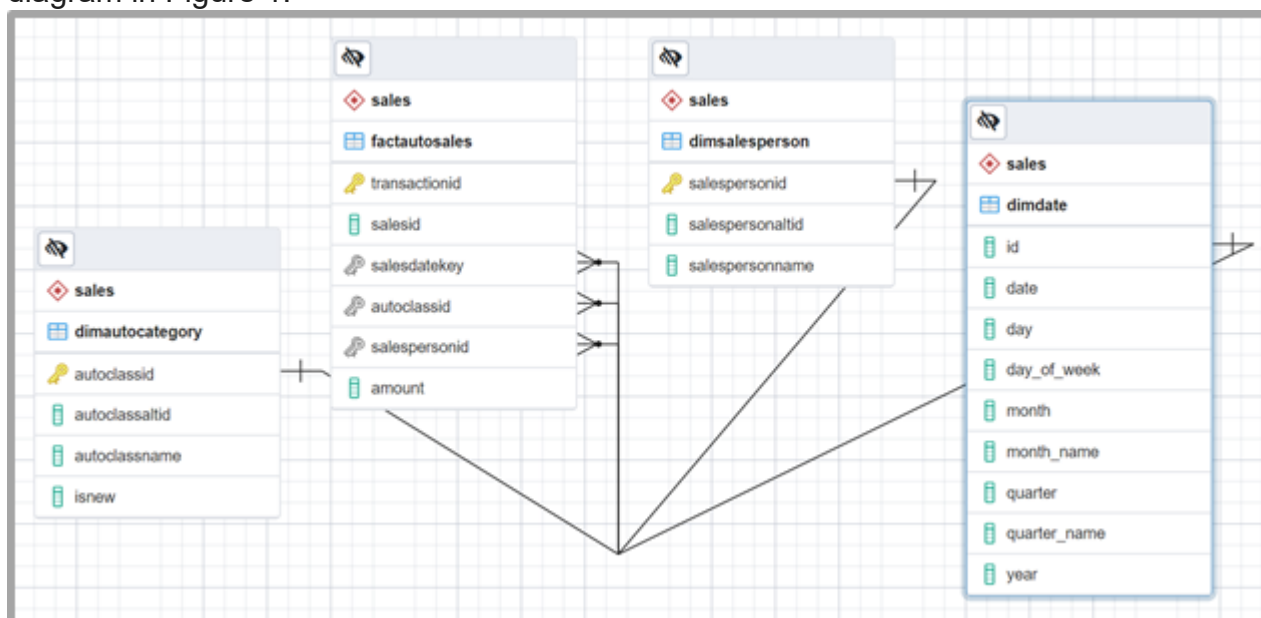 diagram in Figure 1.
sales
factautosales
transactionid
salesid
salesdatekey
autoclassid
salespersonid
amount
sales
dimsalesperson
salespersonid
salespersonaltid
salespersonname
sales
dimdate
id
date
day
day_of_week
month
month_name
quarter
quarter_name
year
sales
dimautocategory
autoclassid
autoclassaltid
autoclassname
isnew